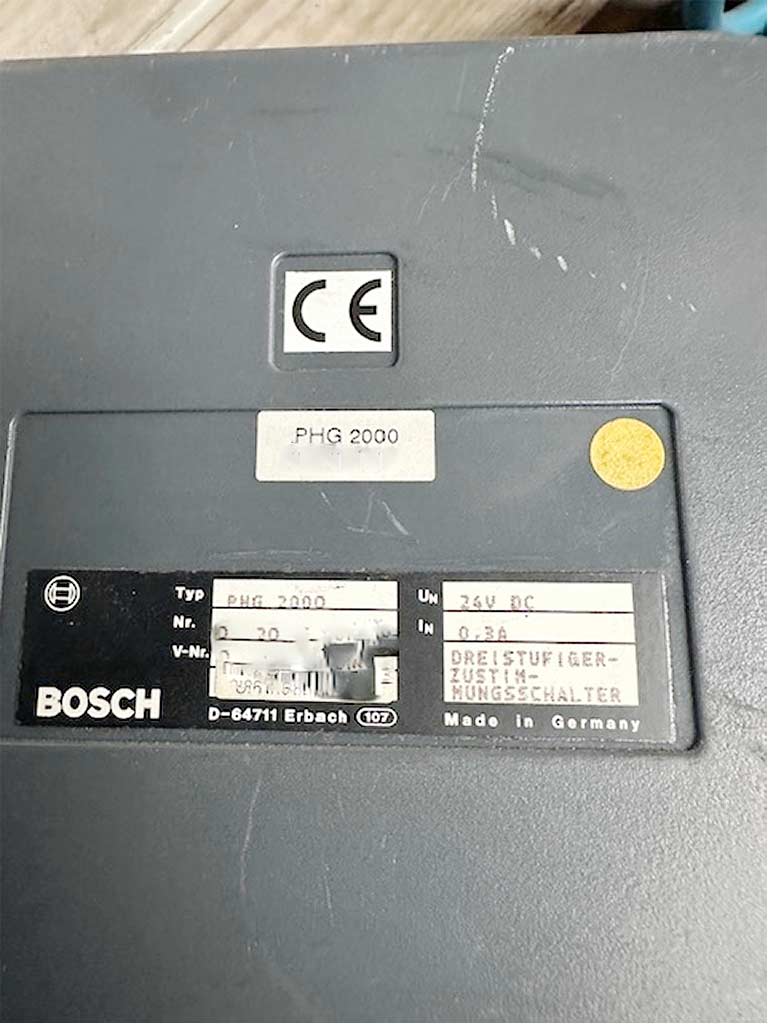 CE
PHG 2000
Typ PHG 2000
Nr.
V-Nr.
BOSCH
D-64711 Erbach 107
UN 24V DC
IN 0,3A
DREISTUFIGER-
ZUSTIM-
MUNGSSCHALTER
Made in Germany